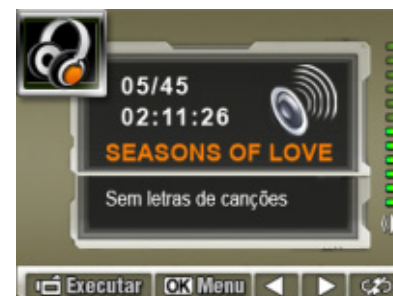 05/45
02:11:26
SEASONS OF LOVE
Sem letras de canções
Executar OK Menu